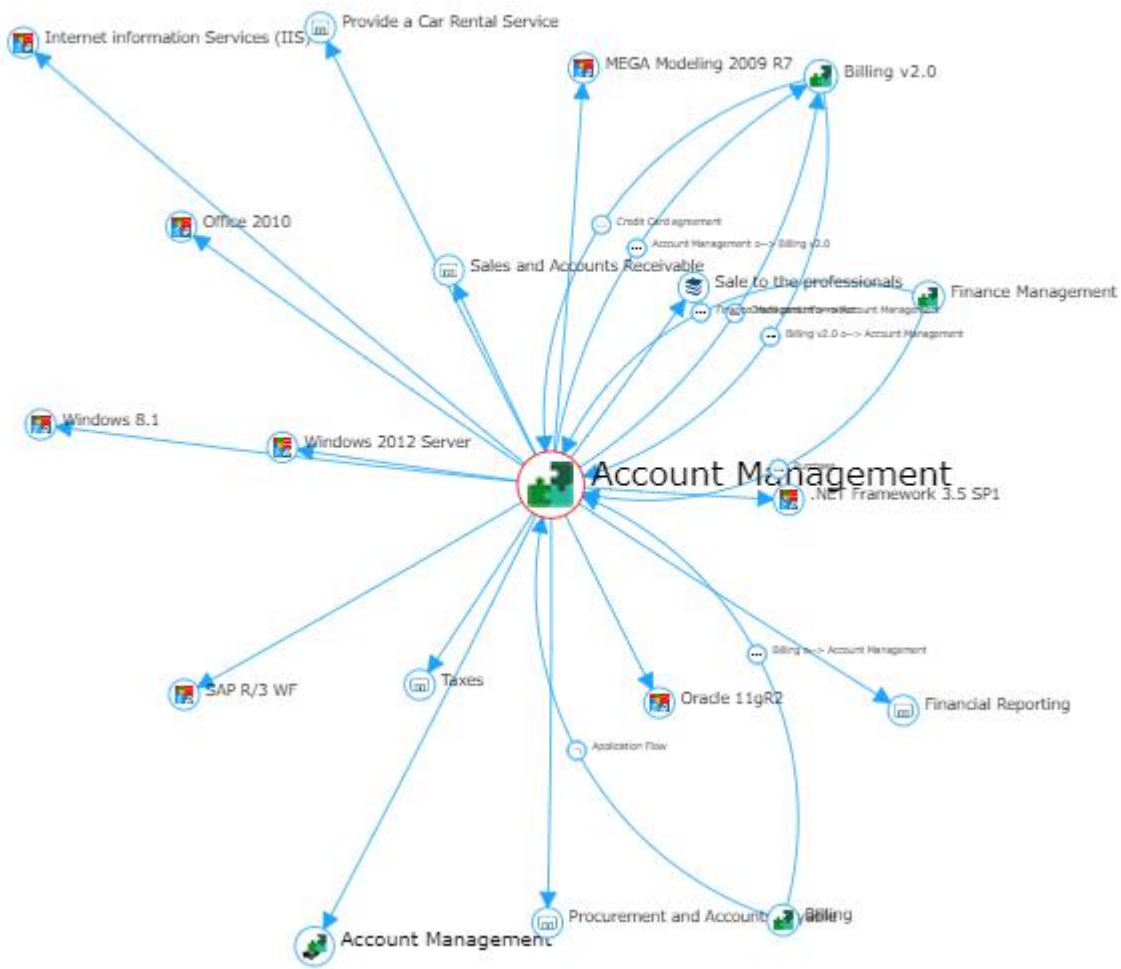 Provide a Car Rental Service
Internet information Services (IIS)
MEGA Modeling 2009 R7
Billing v2.0
Office 2010
Credit Card agreement
Account Management o--> Billing v2.0
Sales and Accounts Receivable
Sale to the professionals
Finance Management
Account Management
Billing v2.0 o--> Account Management
Windows 8.1
Windows 2012 Server
Account Management
.NET Framework 3.5 SP1
Billing o--> Account Management
Taxes
SAP R/3 WF
Oracle 11gR2
Financial Reporting
Application Flow
Procurement and Accounts
Billing
Account Management